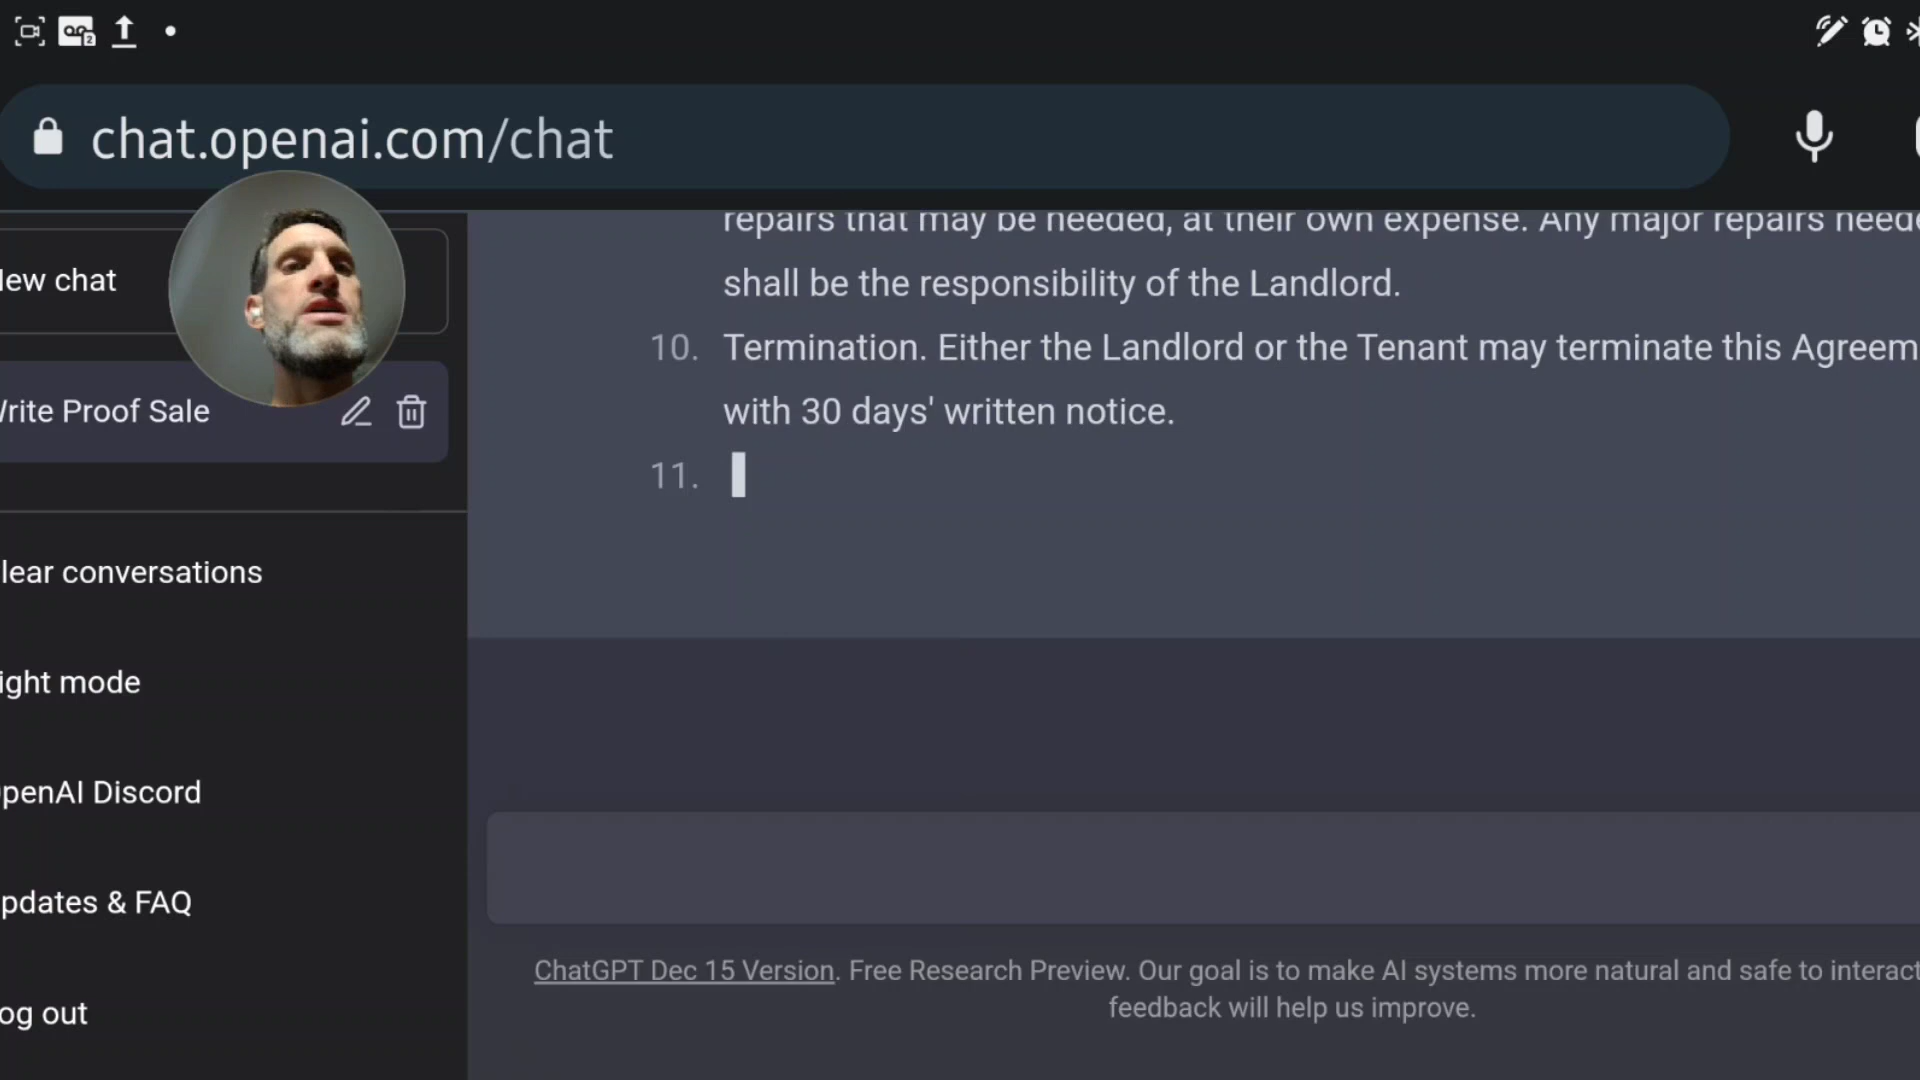 chat.openai.com/chat
ew chat
rite Proof Sale
lear conversations
ight mode
penAI Discord
pdates & FAQ
og out
repairs that may be needed, at their own expense. Any major repairs neede
shall be the responsibility of the Landlord.
10. Termination. Either the Landlord or the Tenant may terminate this Agreem
with 30 days' written notice.
11.
ChatGPT Dec 15 Version. Free Research Preview. Our goal is to make AI systems more natural and safe to interact
feedback will help us improve.